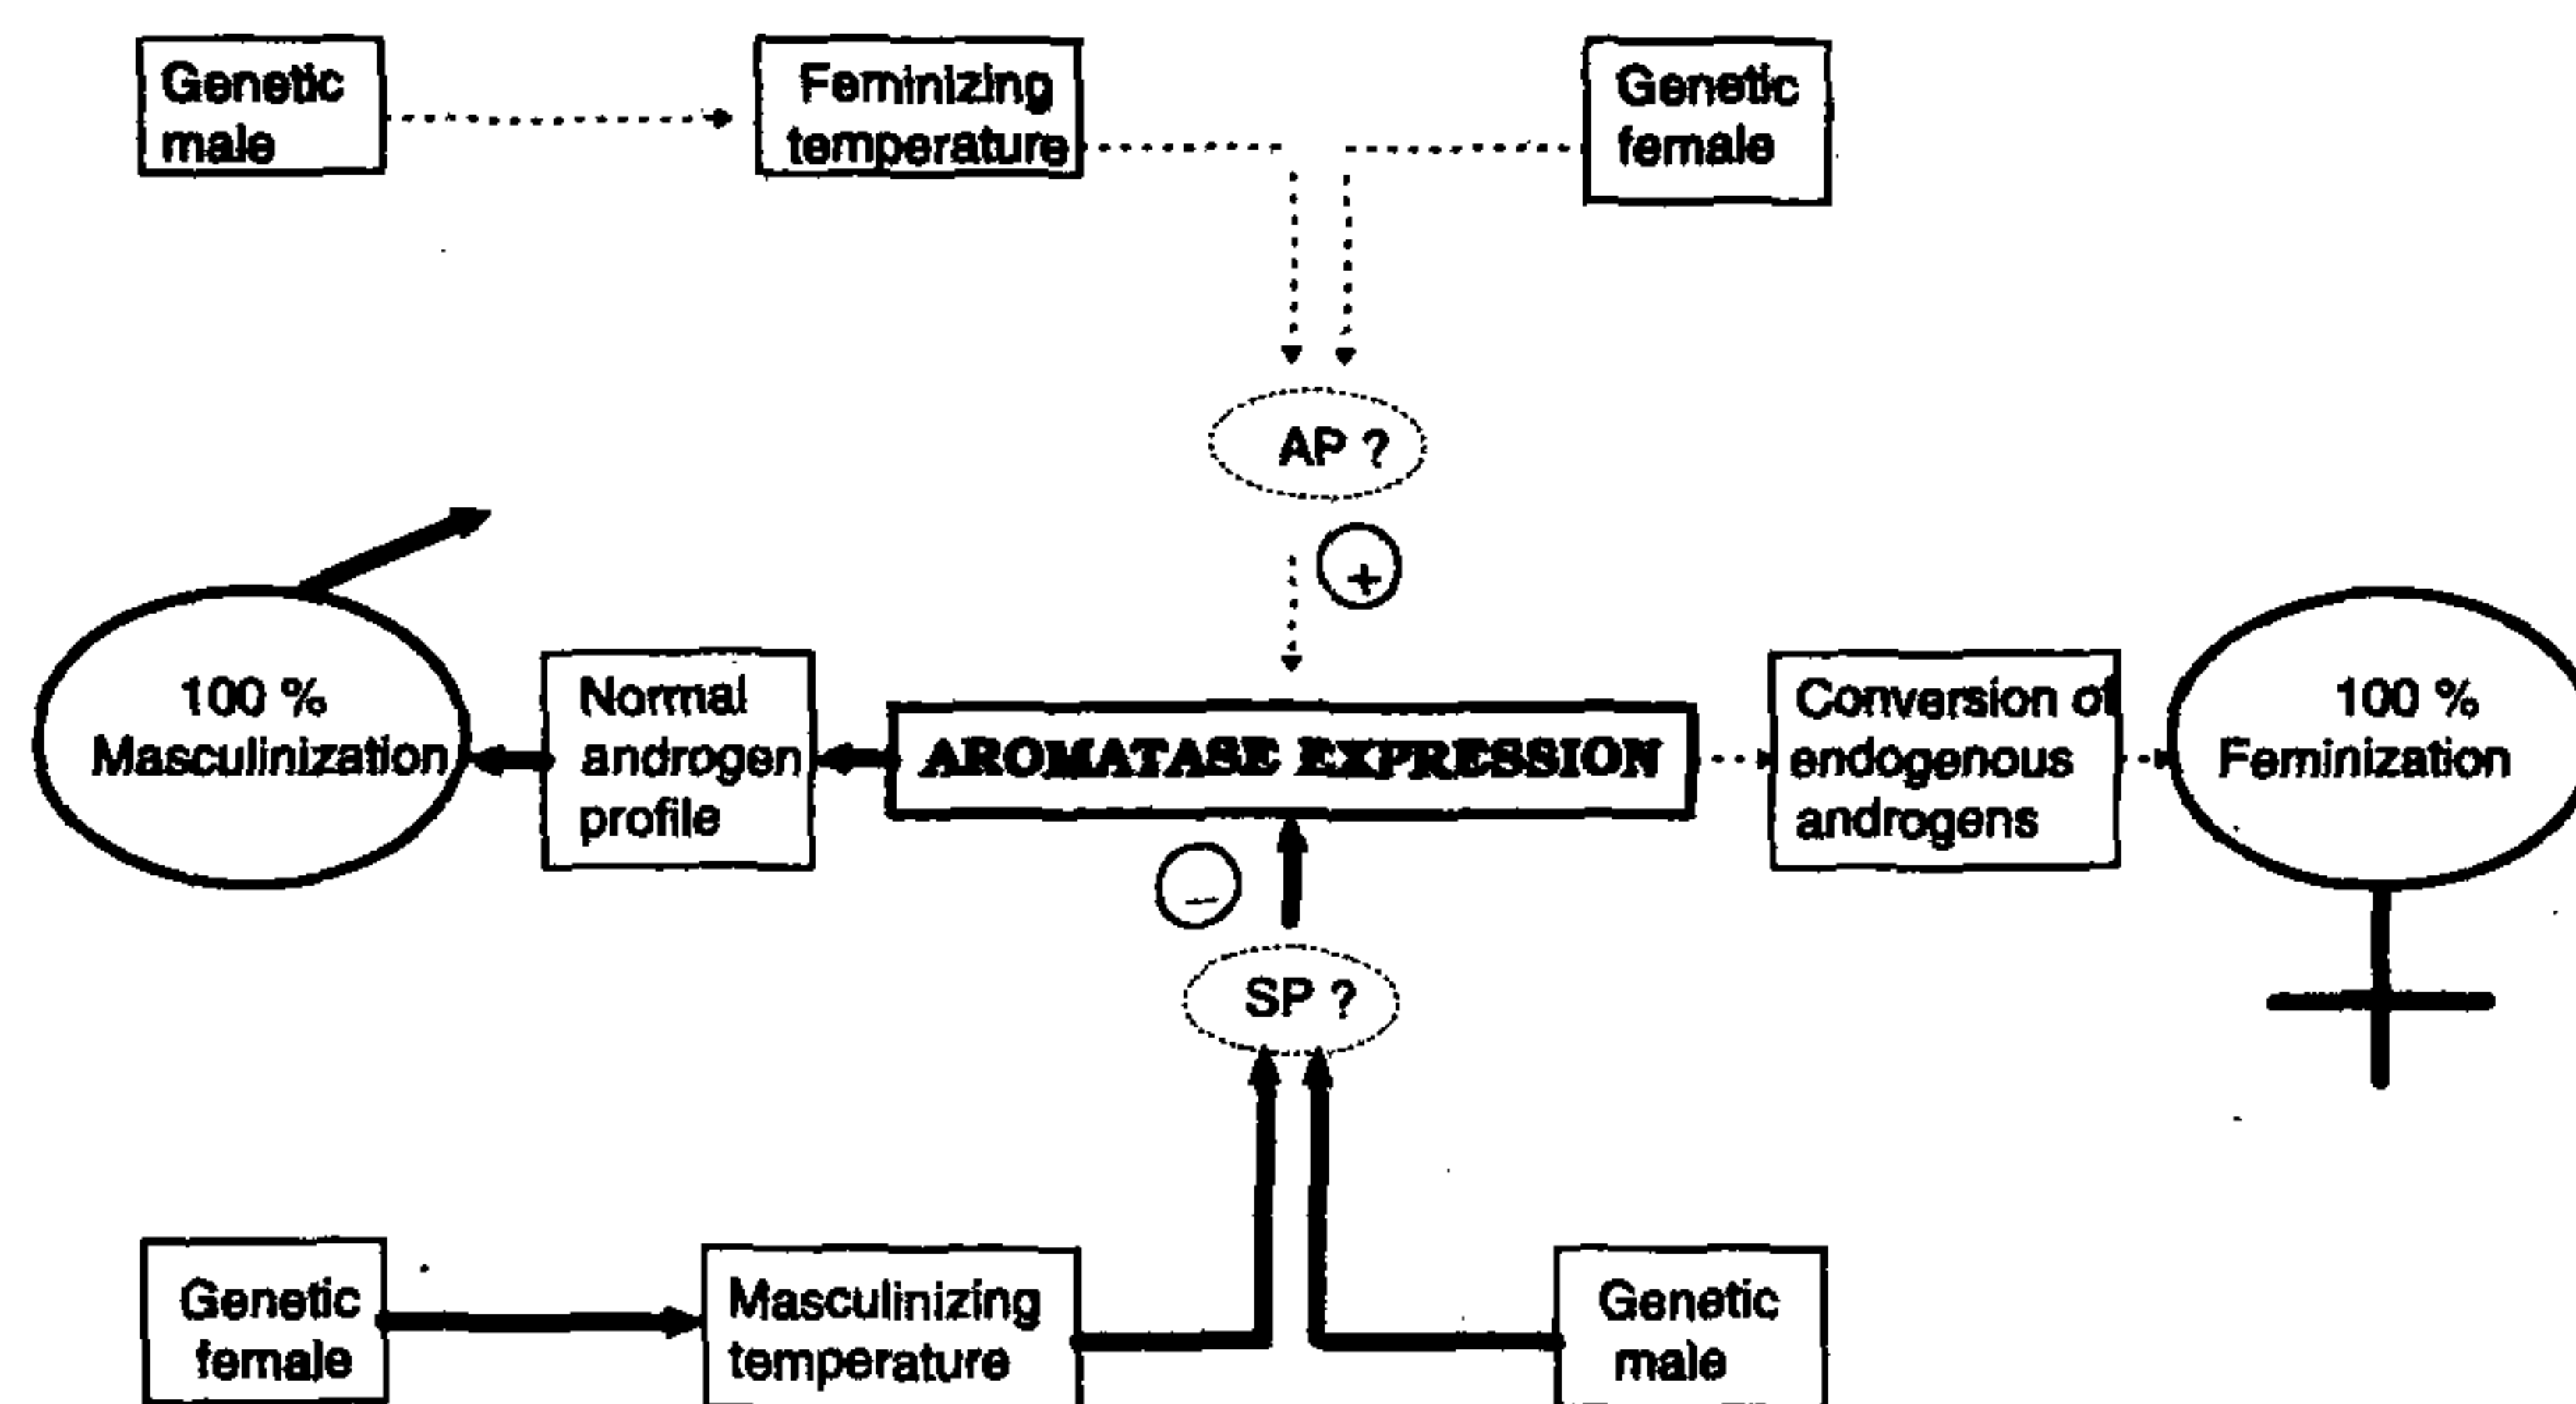 Genetic
male
Feminizing
temperature
Genetic
female
AP ?
+
100 %
Masculinization
Normal
androgen
profile
AROMATASE EXPRESSION
Conversion of
endogenous
androgens
100 %
Feminization
–
SP ?
Genetic
female
Masculinizing
temperature
Genetic
male